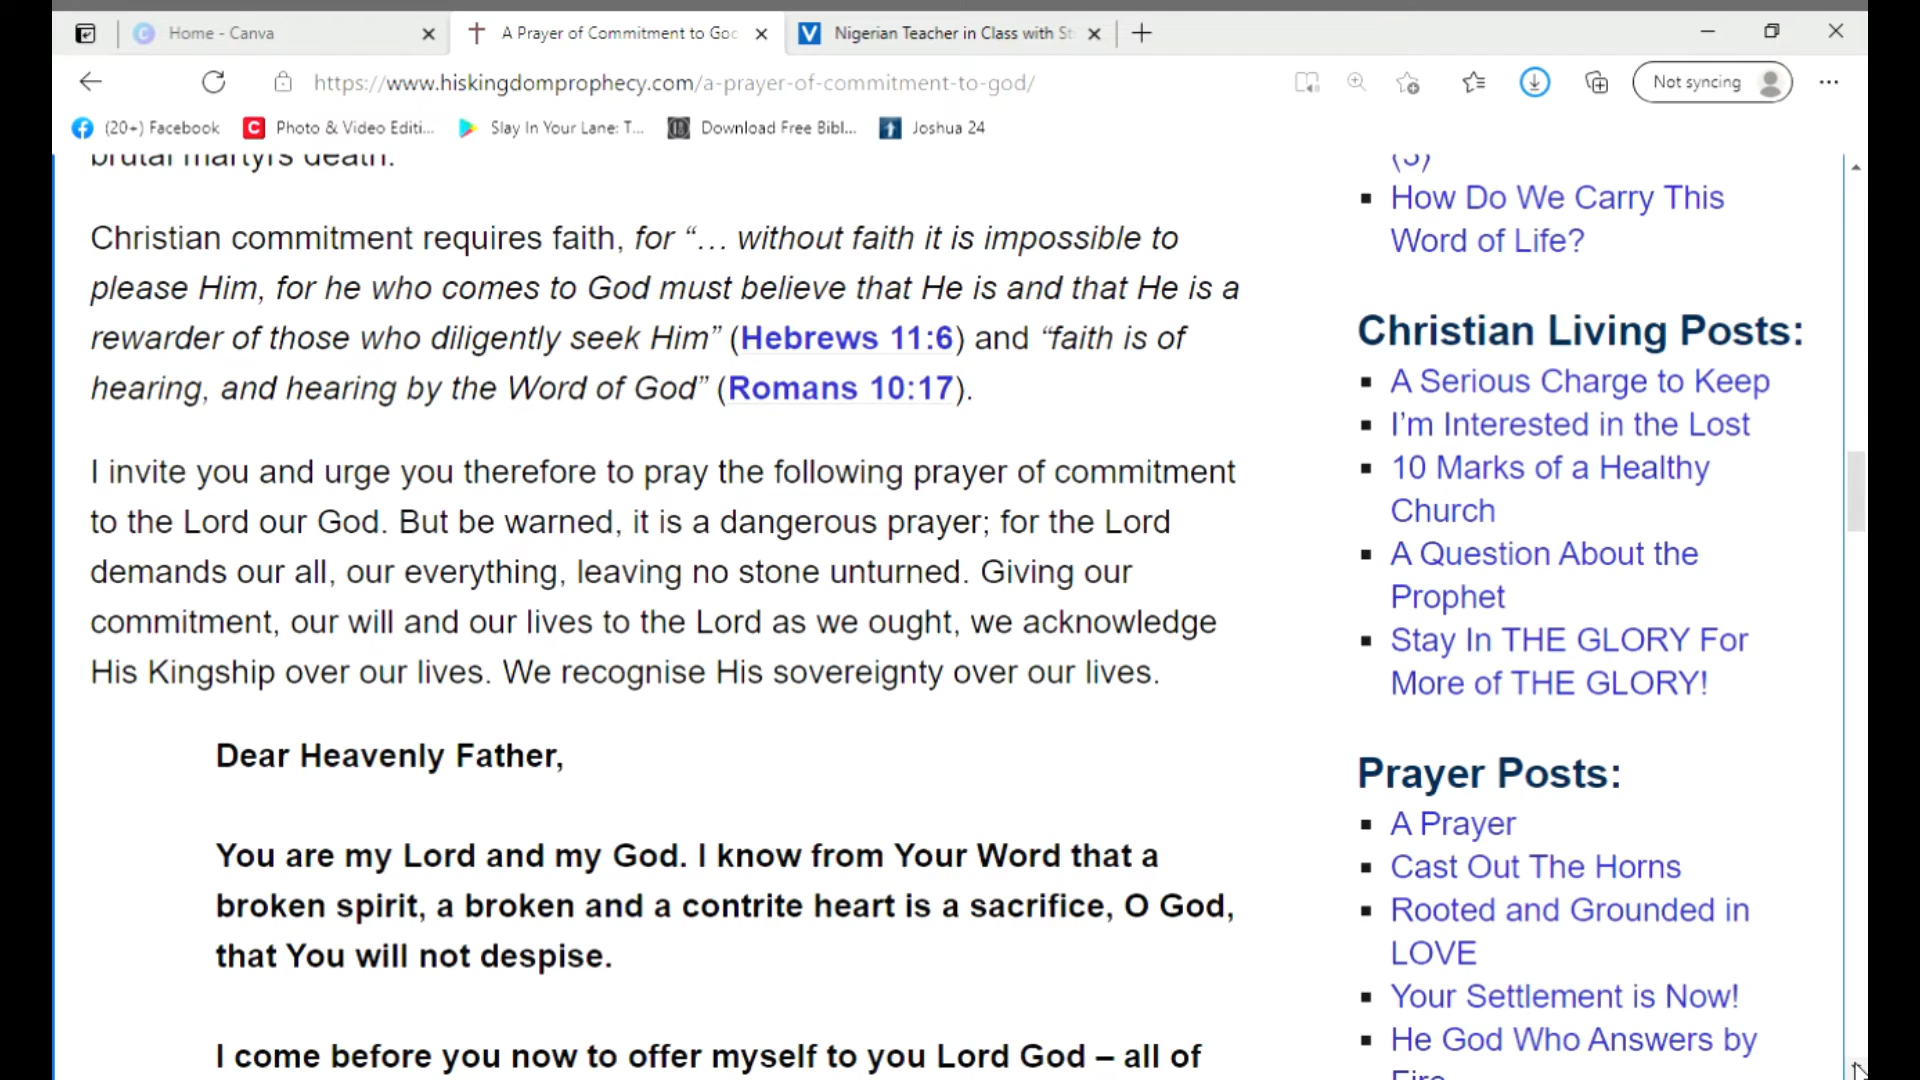 Home - Canva
A Prayer of Commitment to God
Nigerian Teacher in Class with St
https://www.hiskingdomprophecy.com/a-prayer-of-commitment-to-god/
Not syncing
(20+) Facebook
Photo & Video Editi...
Slay In Your Lane: T...
Download Free Bibl...
Joshua 24
brutal martyrs death.
Christian commitment requires faith, for “… without faith it is impossible to
please Him, for he who comes to God must believe that He is and that He is a
rewarder of those who diligently seek Him” (Hebrews 11:6) and “faith is of
hearing, and hearing by the Word of God” (Romans 10:17).
I invite you and urge you therefore to pray the following prayer of commitment
to the Lord our God. But be warned, it is a dangerous prayer; for the Lord
demands our all, our everything, leaving no stone unturned. Giving our
commitment, our will and our lives to the Lord as we ought, we acknowledge
His Kingship over our lives. We recognise His sovereignty over our lives.
Dear Heavenly Father,
You are my Lord and my God. I know from Your Word that a
broken spirit, a broken and a contrite heart is a sacrifice, O God,
that You will not despise.
I come before you now to offer myself to you Lord God – all of
How Do We Carry This
Word of Life?
Christian Living Posts:
A Serious Charge to Keep
I’m Interested in the Lost
10 Marks of a Healthy
Church
A Question About the
Prophet
Stay In THE GLORY For
More of THE GLORY!
Prayer Posts:
A Prayer
Cast Out The Horns
Rooted and Grounded in
LOVE
Your Settlement is Now!
He God Who Answers by
Fire